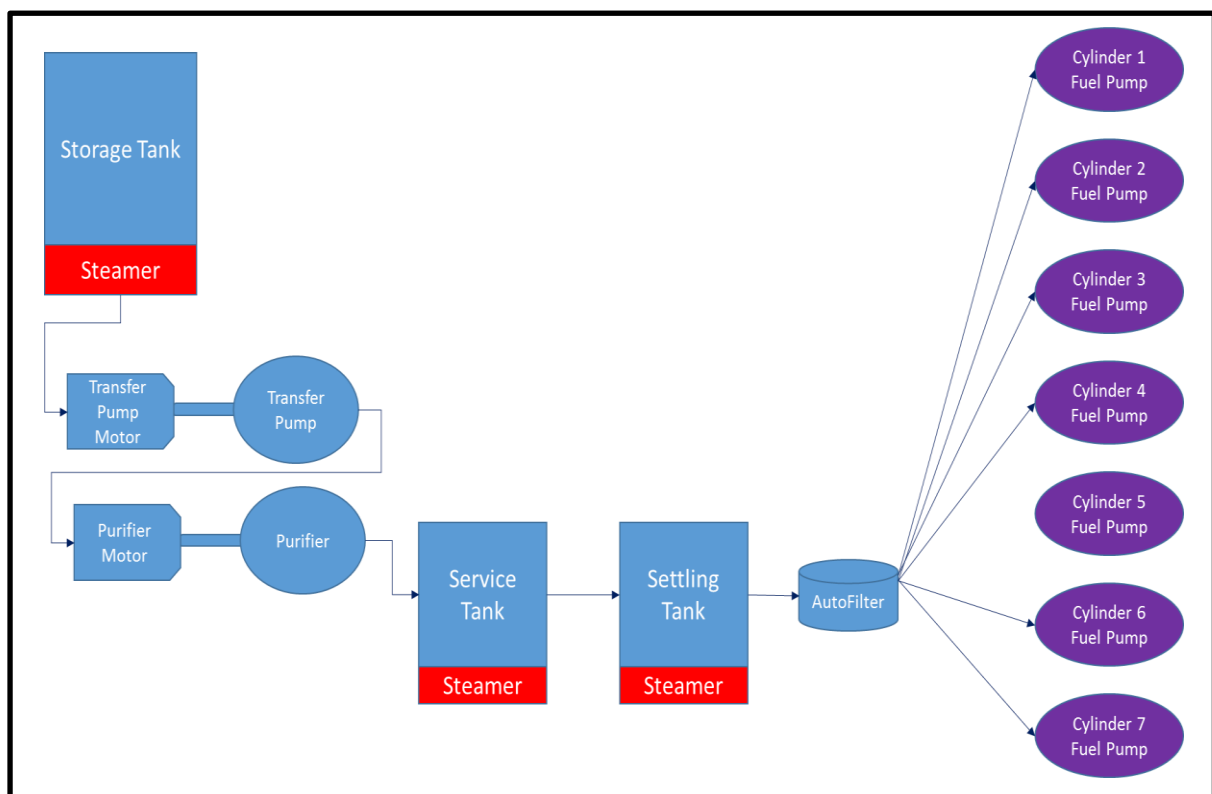 Storage Tank
Steamer
Transfer
Pump
Motor
Transfer
Pump
Purifier
Motor
Purifier
Service
Tank
Steamer
Settling
Tank
Steamer
AutoFilter
Cylinder 1
Fuel Pump
Cylinder 2
Fuel Pump
Cylinder 3
Fuel Pump
Cylinder 4
Fuel Pump
Cylinder 5
Fuel Pump
Cylinder 6
Fuel Pump
Cylinder 7
Fuel Pump